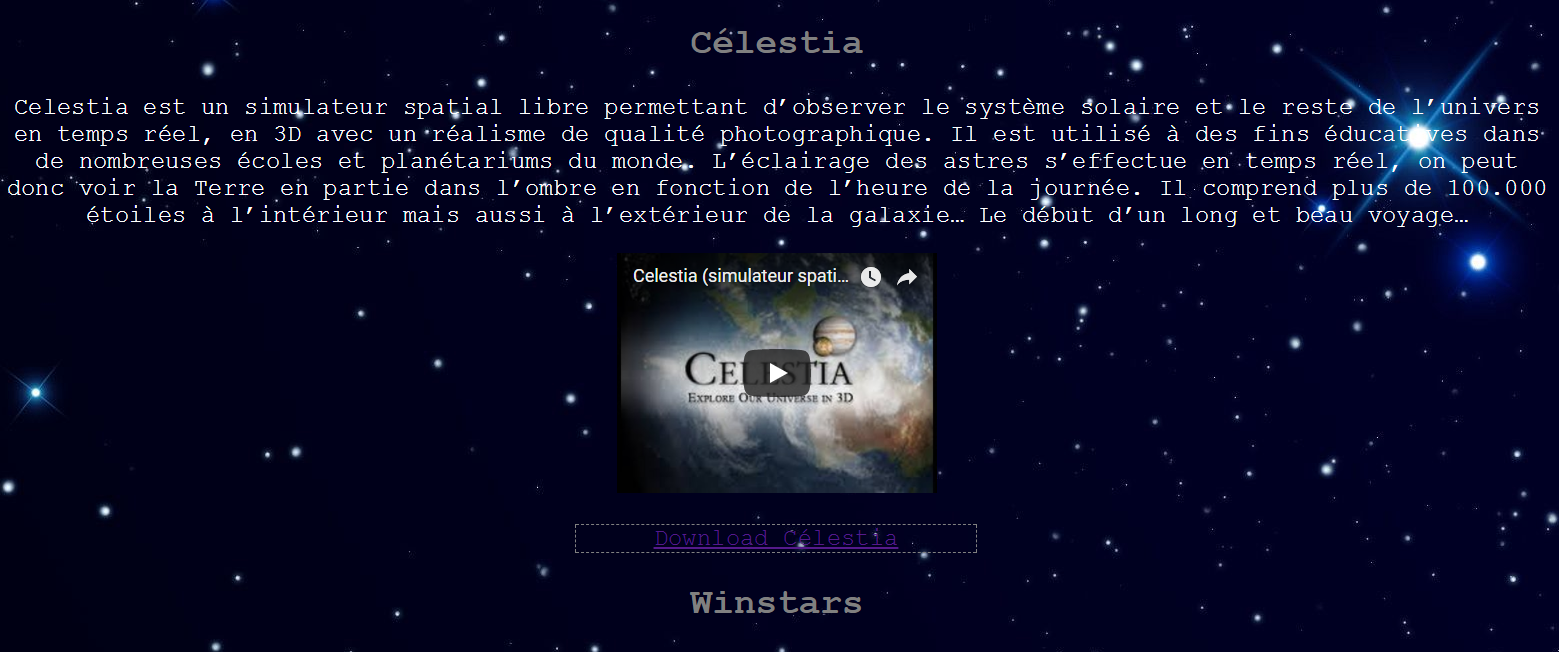 Célestia
Celestia est un simulateur spatial libre permettant d’observer le système solaire et le reste de l’univers
en temps réel, en 3D avec un réalisme de qualité photographique. Il est utilisé à des fins éducatives dans
de nombreuses écoles et planétariums du monde. L’éclairage des astres s’effectue en temps réel, on peut
donc voir la Terre en partie dans l’ombre en fonction de l’heure de la journée. Il comprend plus de 100.000
étoiles à l’intérieur mais aussi à l’extérieur de la galaxie… Le début d’un long et beau voyage…
Celestia (simulateur spati…
CELESTIA
EXPLORE OUR UNIVERSE IN 3D
Download Célestia
Winstars